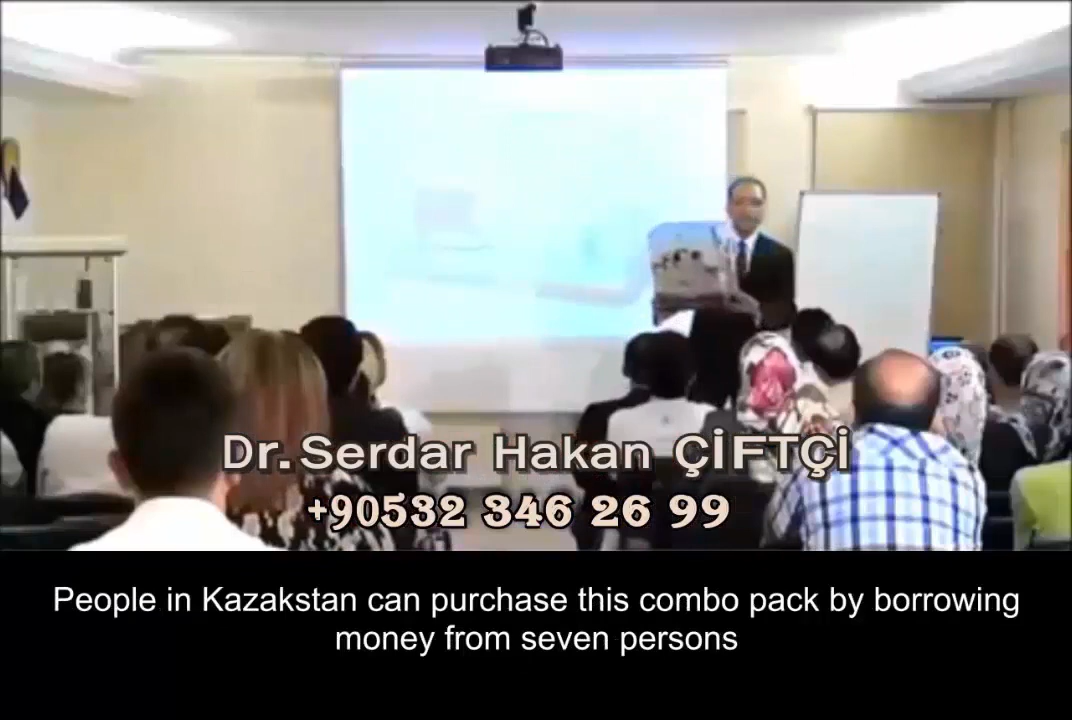 Dr. Serdar Hakan ÇİFTÇİ
+90532 346 26 99
People in Kazakstan can purchase this combo pack by borrowing
money from seven persons